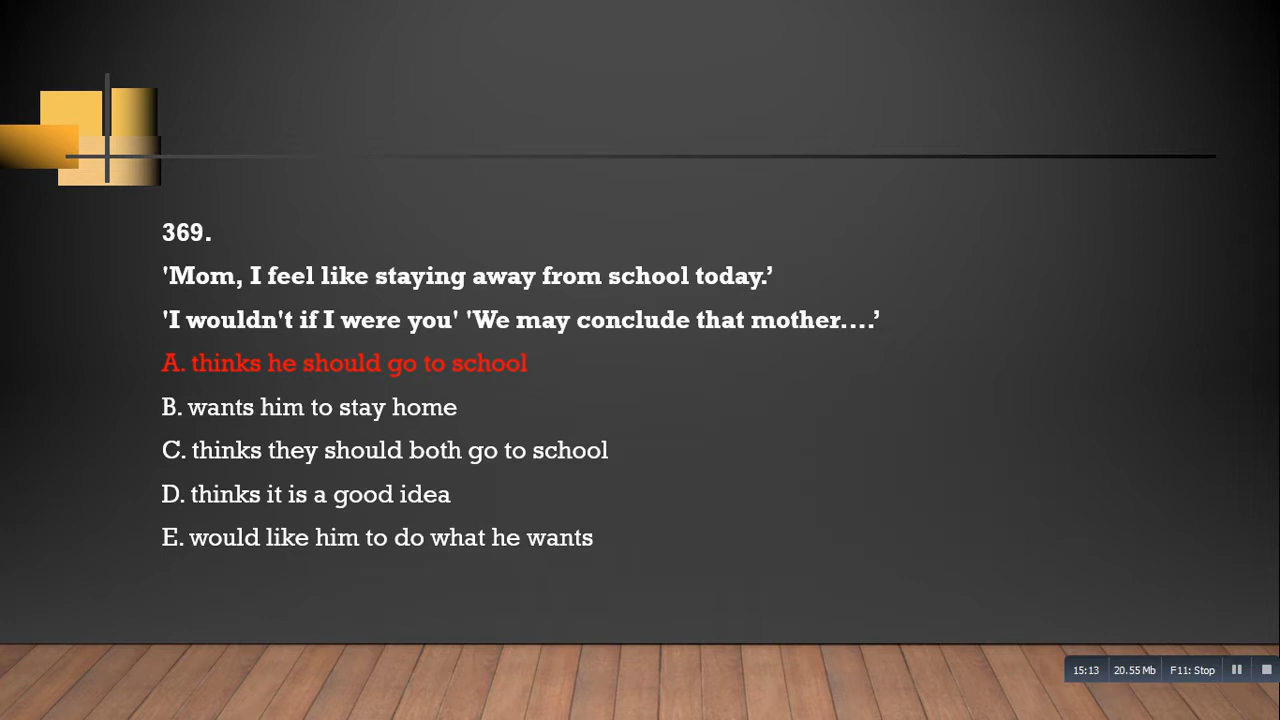 369.
'Mom, I feel like staying away from school today.’
'I wouldn't if I were you' 'We may conclude that mother….’
A. thinks he should go to school
B. wants him to stay home
C. thinks they should both go to school
D. thinks it is a good idea
E. would like him to do what he wants
15:13 20.55 Mb F11: Stop